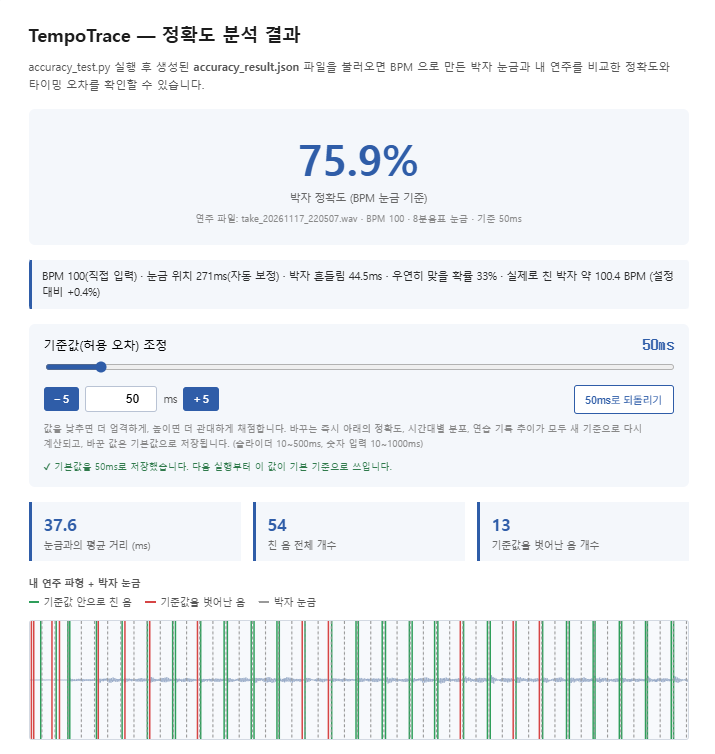 TempoTrace — 정확도 분석 결과
accuracy_test.py 실행 후 생성된 accuracy_result.json 파일을 불러오면 BPM 으로 만든 박자 눈금과 내 연주를 비교한 정확도와
타이밍 오차를 확인할 수 있습니다.
75.9%
박자 정확도 (BPM 눈금 기준)
연주 파일: take_20261117_220507.wav · BPM 100 · 8분음표 눈금 · 기준 50ms
BPM 100(직접 입력) · 눈금 위치 271ms(자동 보정) · 박자 흔들림 44.5ms · 우연히 맞을 확률 33% · 실제로 친 박자 약 100.4 BPM (설정
대비 +0.4%)
기준값(허용 오차) 조정
50ms
−5
50
ms
+5
50ms로 되돌리기
값을 낮추면 더 엄격하게, 높이면 더 관대하게 채점합니다. 바꾸는 즉시 아래의 정확도, 시간대별 분포, 연습 기록 추이가 모두 새 기준으로 다시
계산되고, 바꾼 값은 기본값으로 저장됩니다. (슬라이더 10~500ms, 숫자 입력 10~1000ms)
✓ 기본값을 50ms로 저장했습니다. 다음 실행부터 이 값이 기본 기준으로 쓰입니다.
37.6
눈금과의 평균 거리 (ms)
54
친 음 전체 개수
13
기준값을 벗어난 음 개수
내 연주 파형 + 박자 눈금
기준값 안으로 친 음
기준값을 벗어난 음
박자 눈금